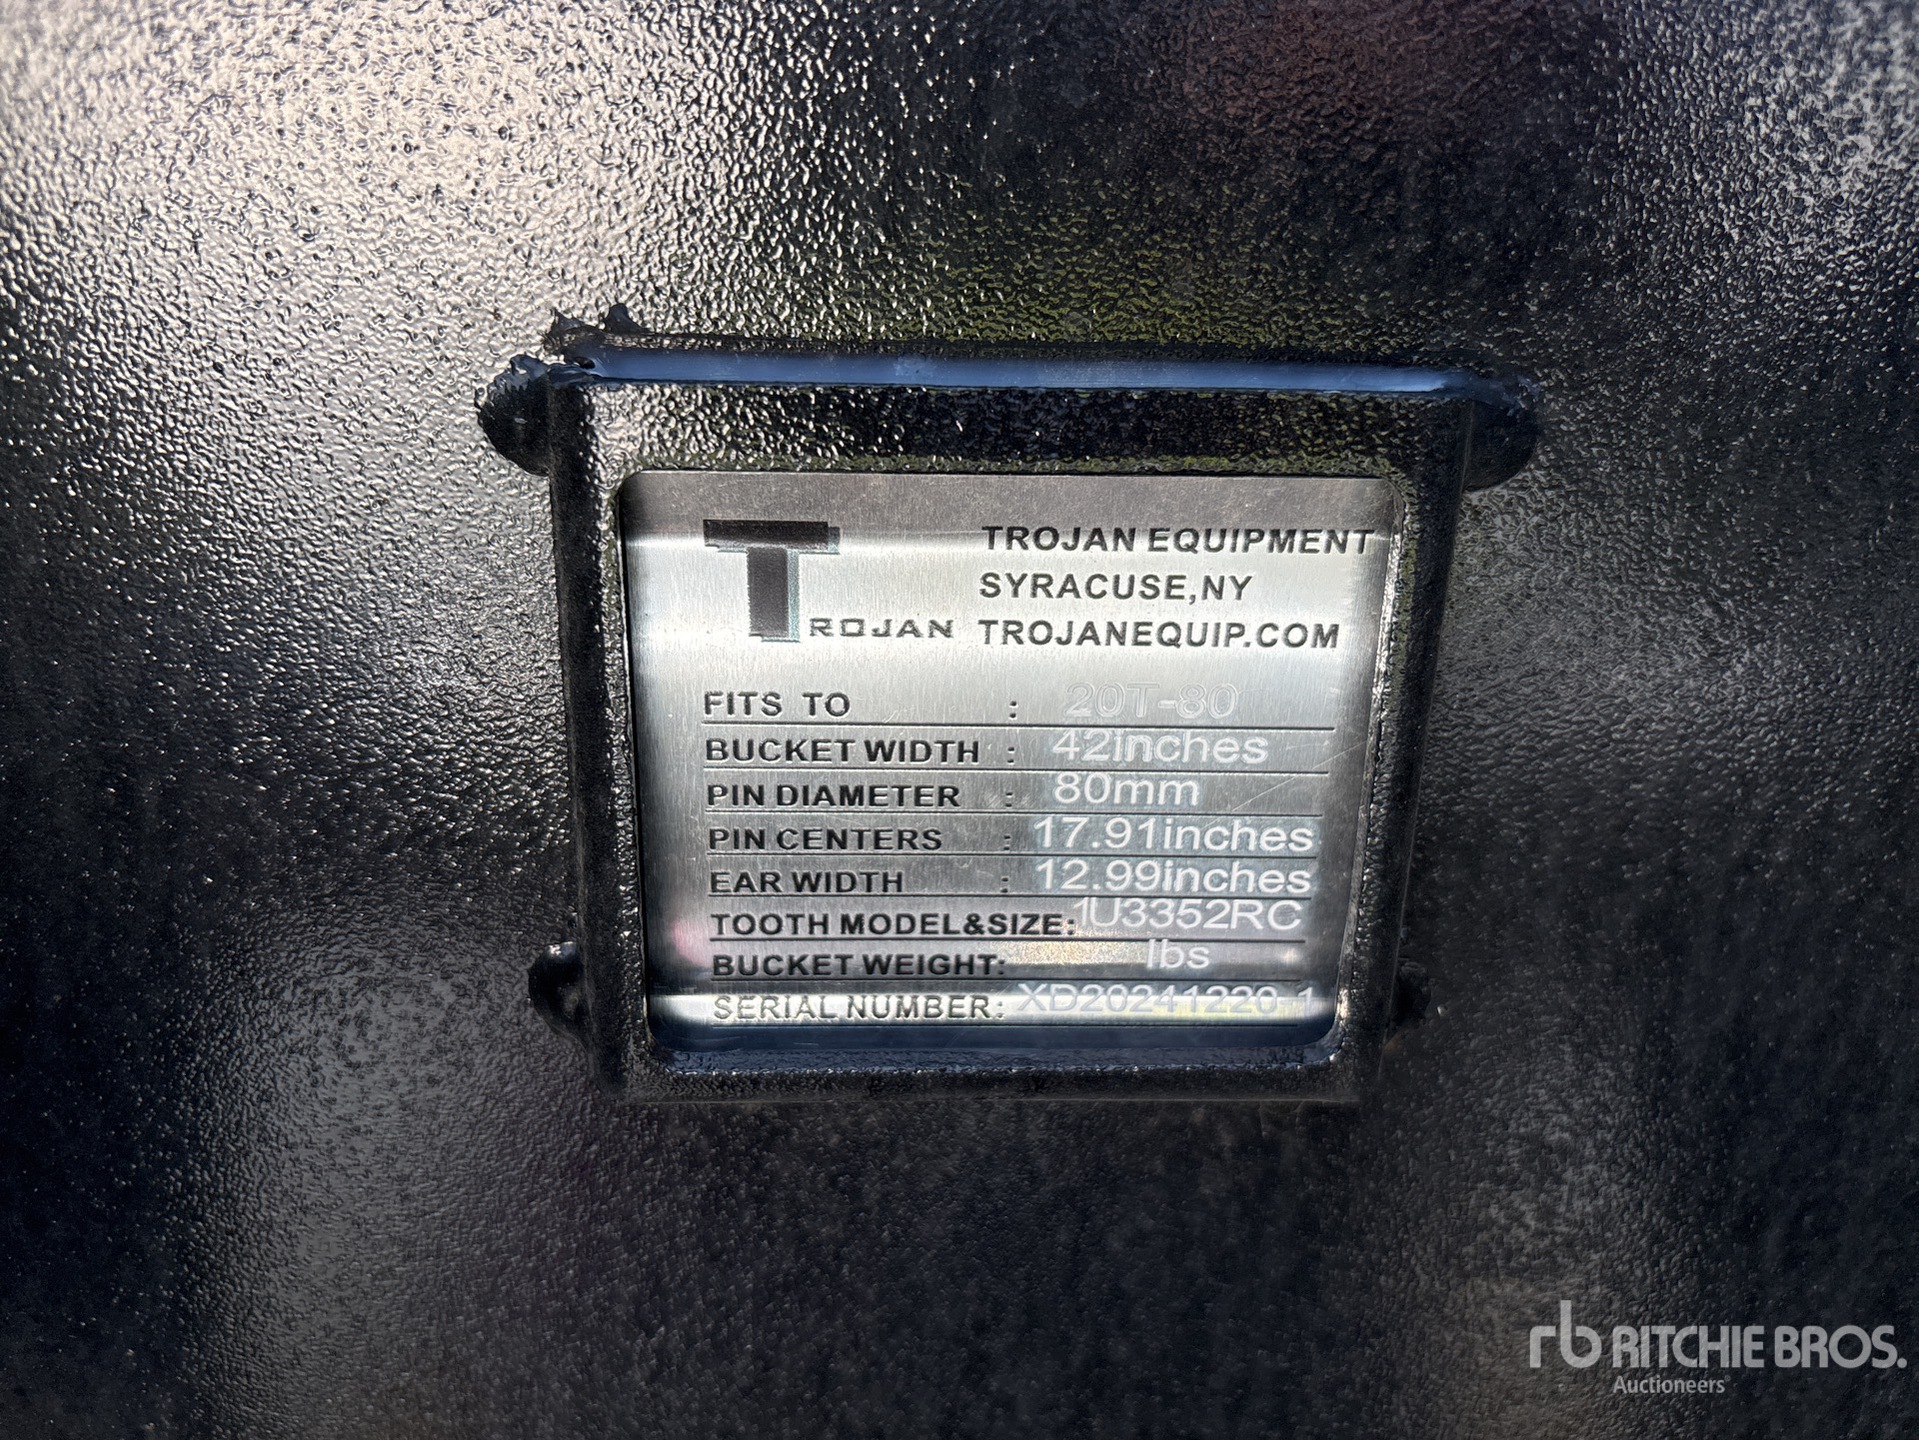 TROJAN
TROJAN EQUIPMENT
SYRACUSE,NY
TROJANEQUIP.COM
FITS TO : 20T-80
BUCKET WIDTH : 42inches
PIN DIAMETER : 80mm
PIN CENTERS : 17.91inches
EAR WIDTH : 12.99inches
TOOTH MODEL&SIZE: 1U3352RC
BUCKET WEIGHT: lbs
SERIAL NUMBER: XD20241220-1
rb RITCHIE BROS.
Auctioneers